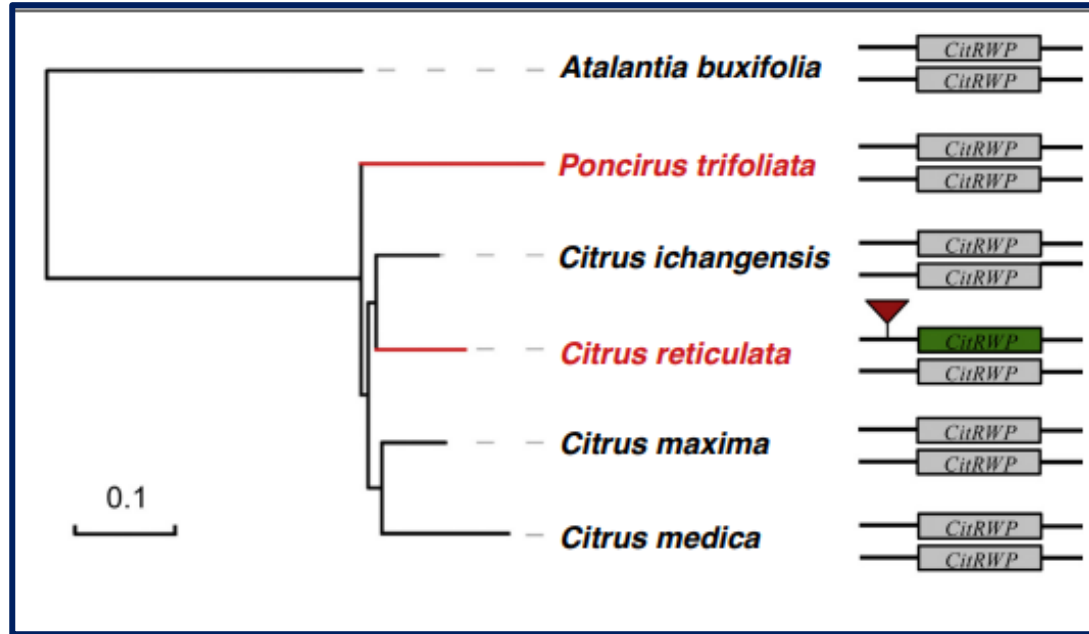 Atalantia buxifolia
CitRWP
CitRWP
Poncirus trifoliata
CitRWP
CitRWP
Citrus ichangensis
CitRWP
CitRWP
Citrus reticulata
CitRWP
CitRWP
Citrus maxima
CitRWP
CitRWP
0.1
Citrus medica
CitRWP
CitRWP